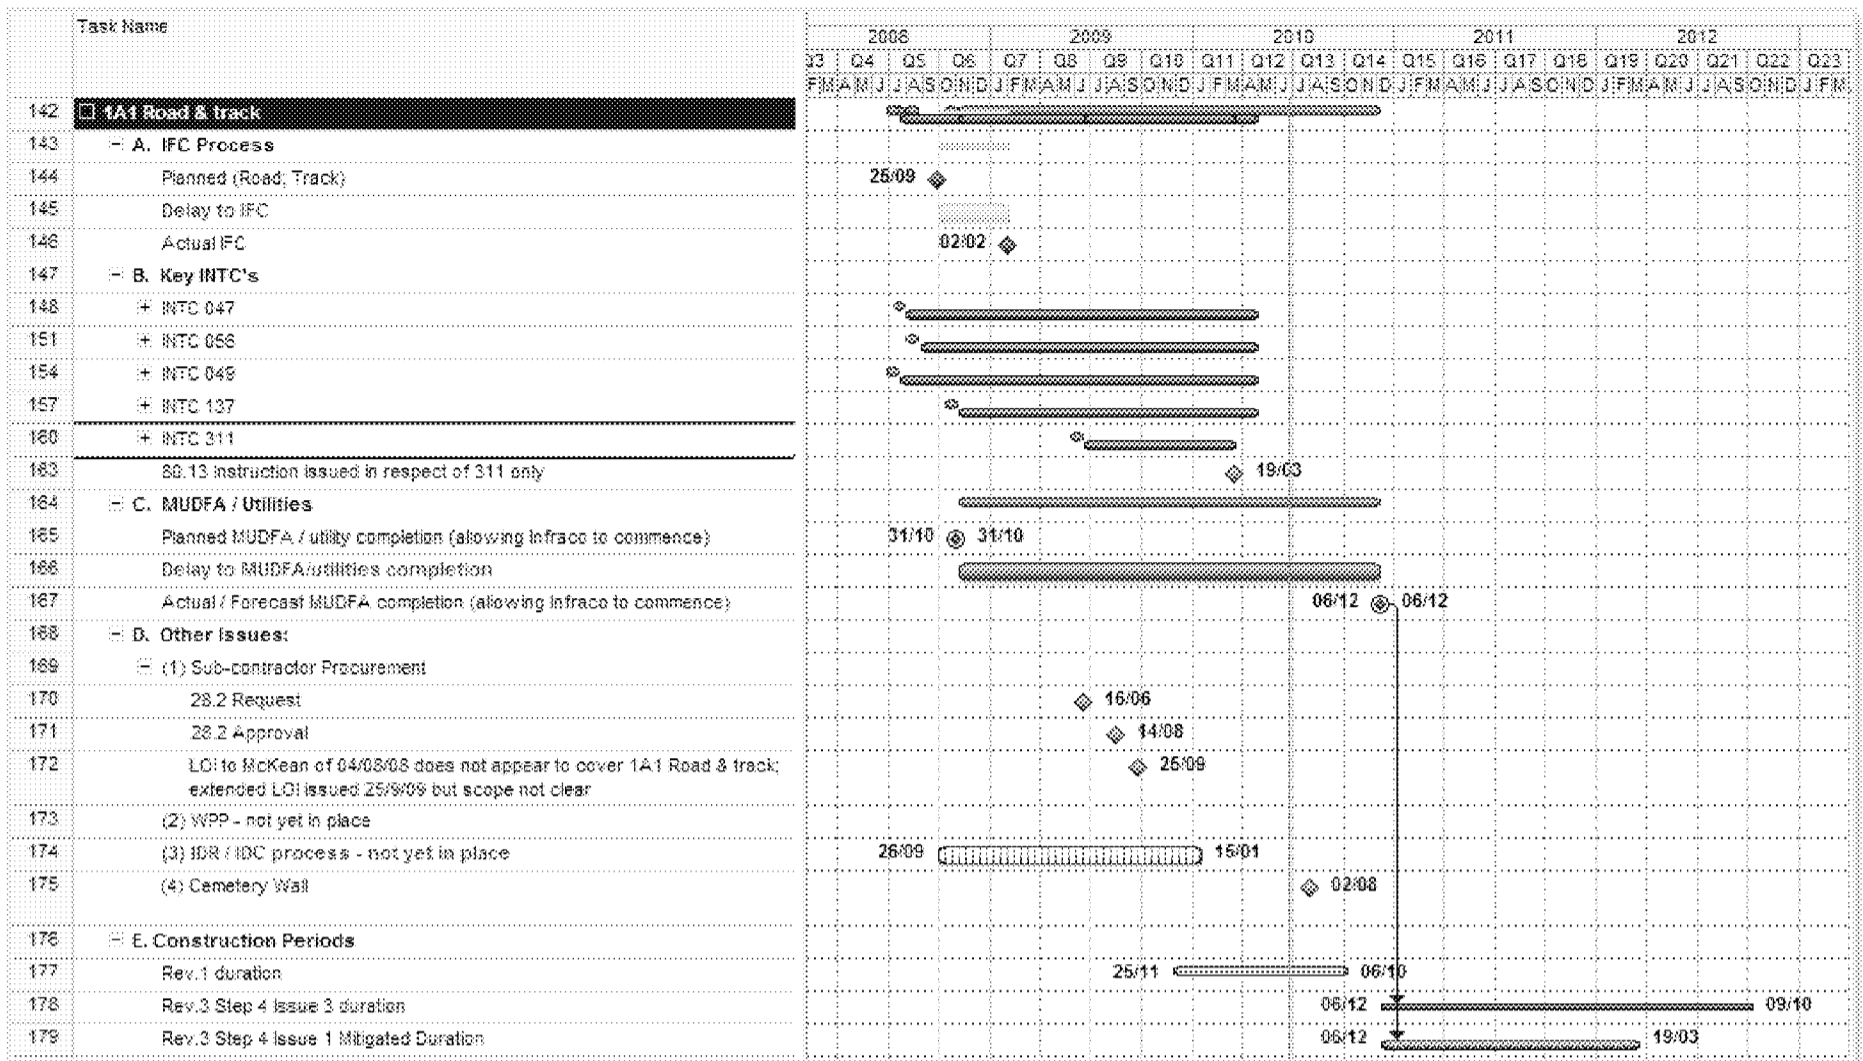 Task Name
2008 2009 2010 2011 2012
Q3 Q4 Q5 Q6 Q7 Q8 Q9 Q10 Q11 Q12 Q13 Q14 Q15 Q16 Q17 Q18 Q19 Q20 Q21 Q22 Q23
F M A M J J A S O N D J F M A M J J A S O N D J F M A M J J A S O N D J F M A M J J A S O N D J F M A M J J A S O N D J F M
142 1A1 Road & track
143 A. IFC Process
144 Planned (Road; Track) 25/09
145 Delay to IFC
146 Actual IFC 02/02
147 B. Key INTC's
148 INTC 047
151 INTC 056
154 INTC 049
157 INTC 137
160 INTC 311
163 80.13 Instruction issued in respect of 311 only 19/03
164 C. MUDFA / Utilities
165 Planned MUDFA / utility completion (allowing Infraco to commence) 31/10 31/10
166 Delay to MUDFA/utilities completion
167 Actual / Forecast MUDFA completion (allowing Infraco to commence) 06/12 06/12
168 D. Other Issues:
169 (1) Sub-contractor Procurement
170 28.2 Request 16/06
171 28.2 Approval 14/08
172 LOI to McKean of 04/08/08 does not appear to cover 1A1 Road & track; 25/09
extended LOI issued 25/9/09 but scope not clear
173 (2) WPP - not yet in place
174 (3) IDR / IDC process - not yet in place 26/09 15/01
175 (4) Cemetery Wall 02/08
176 E. Construction Periods
177 Rev.1 duration 25/11 06/10
178 Rev.3 Step 4 Issue 3 duration 06/12 09/10
179 Rev.3 Step 4 Issue 1 Mitigated Duration 06/12 19/03